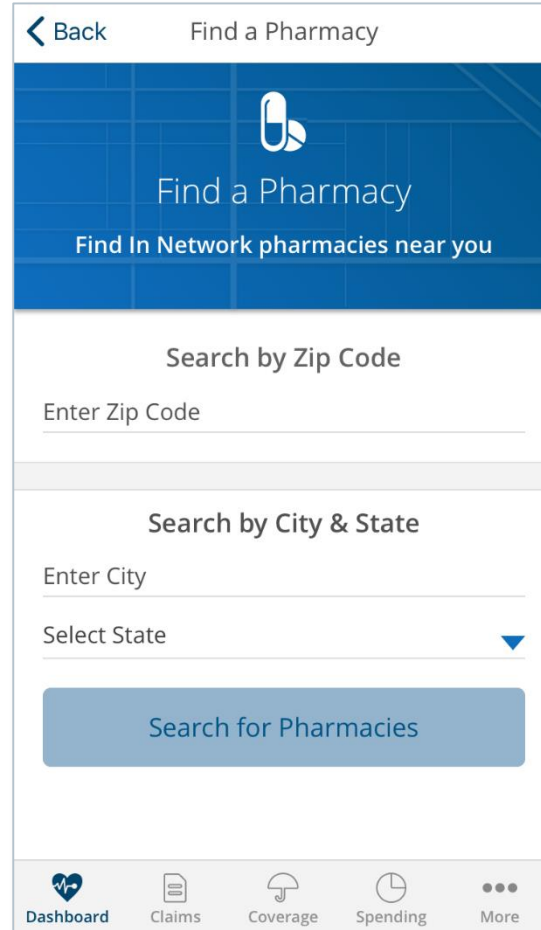 Back
Find a Pharmacy
Find a Pharmacy
Find In Network pharmacies near you
Search by Zip Code
Enter Zip Code
Search by City & State
Enter City
Select State
Search for Pharmacies
Dashboard
Claims
Coverage
Spending
More